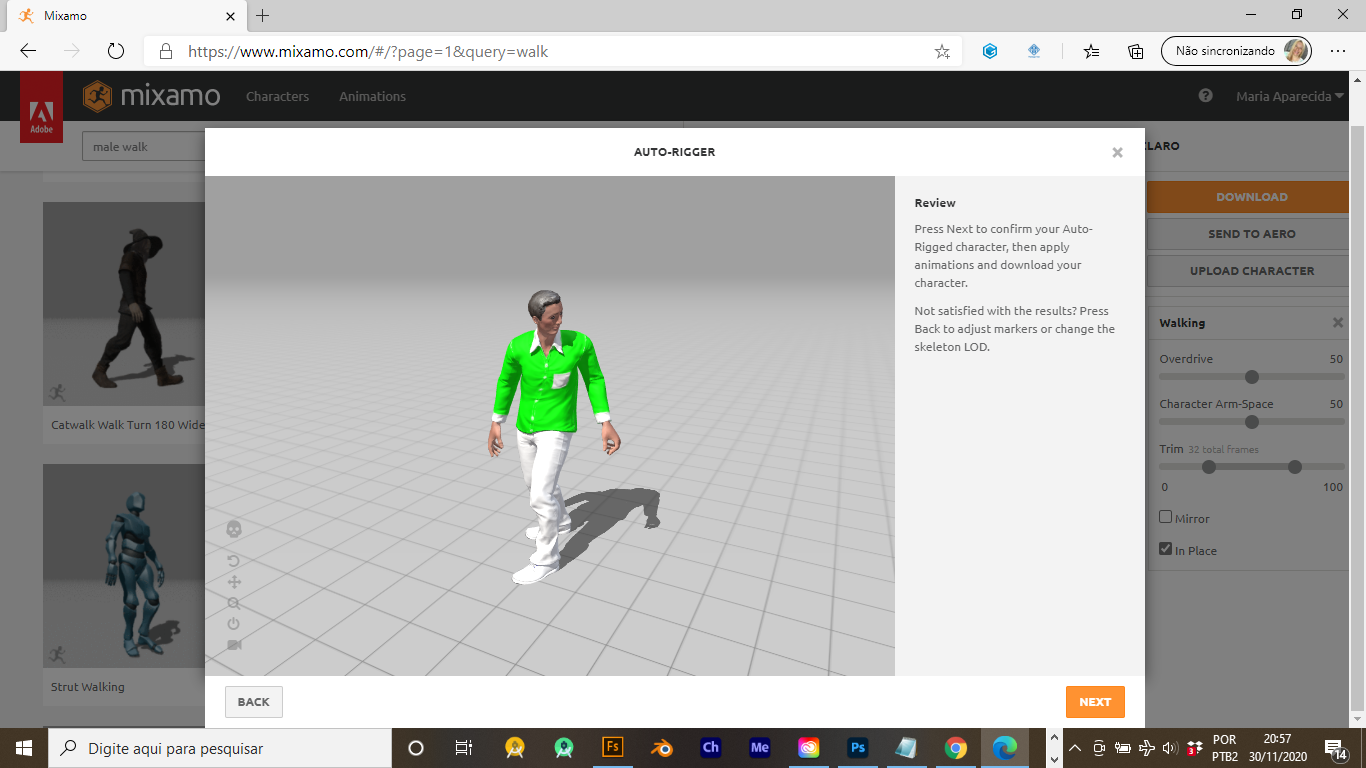 Mixamo
https://www.mixamo.com/#/?page=1&query=walk
Não sincronizando
Adobe
mixamo
Characters
Animations
Maria Aparecida
male walk
AUTO-RIGGER
CLARO
Review
Press Next to confirm your Auto-
Rigged character, then apply
animations and download your
character.
Not satisfied with the results? Press
Back to adjust markers or change the
skeleton LOD.
DOWNLOAD
SEND TO AERO
UPLOAD CHARACTER
Walking
Overdrive 50
Character Arm-Space 50
Trim 32 total frames
0 100
Mirror
In Place
Catwalk Walk Turn 180 Wide
Strut Walking
BACK
NEXT
Digite aqui para pesquisar
Fs
Ch
Me
Ps
3
POR
PTB2
20:57
30/11/2020
14